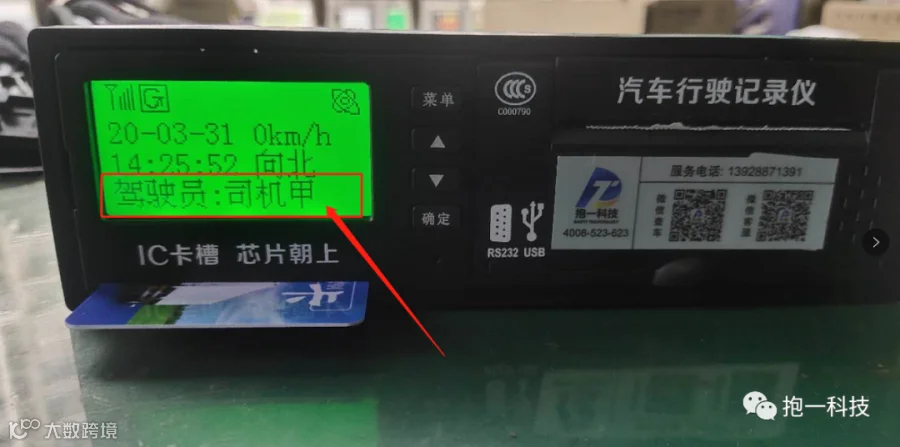 G
20-03-31 0km/h
14:25:52 向北
驾驶员:司机甲
IC卡槽 芯片朝上
菜单
确定
CCCS
C000790
汽车行驶记录仪
抱一科技
4008-523-623
服务电话: 13928871391
RS232 USB
抱一科技
大数跨境